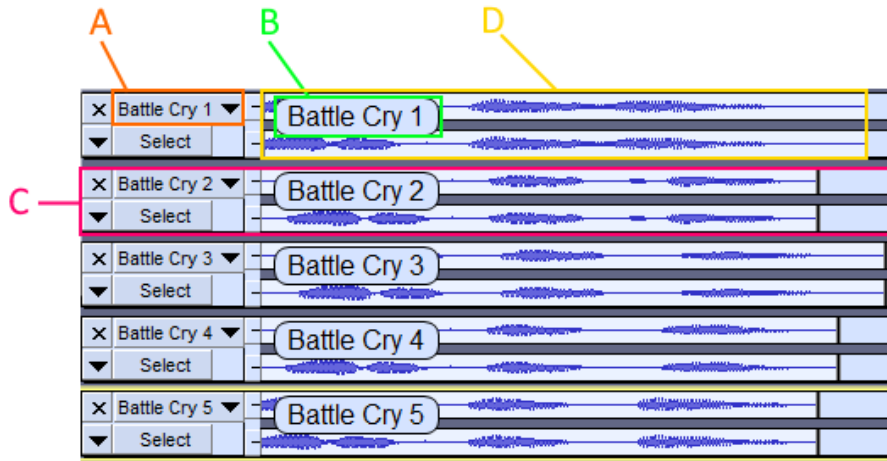 A B D
× Battle Cry 1 ▼ Battle Cry 1
▼ Select
C
× Battle Cry 2 ▼ Battle Cry 2
▼ Select
× Battle Cry 3 ▼ Battle Cry 3
▼ Select
× Battle Cry 4 ▼ Battle Cry 4
▼ Select
× Battle Cry 5 ▼ Battle Cry 5
▼ Select